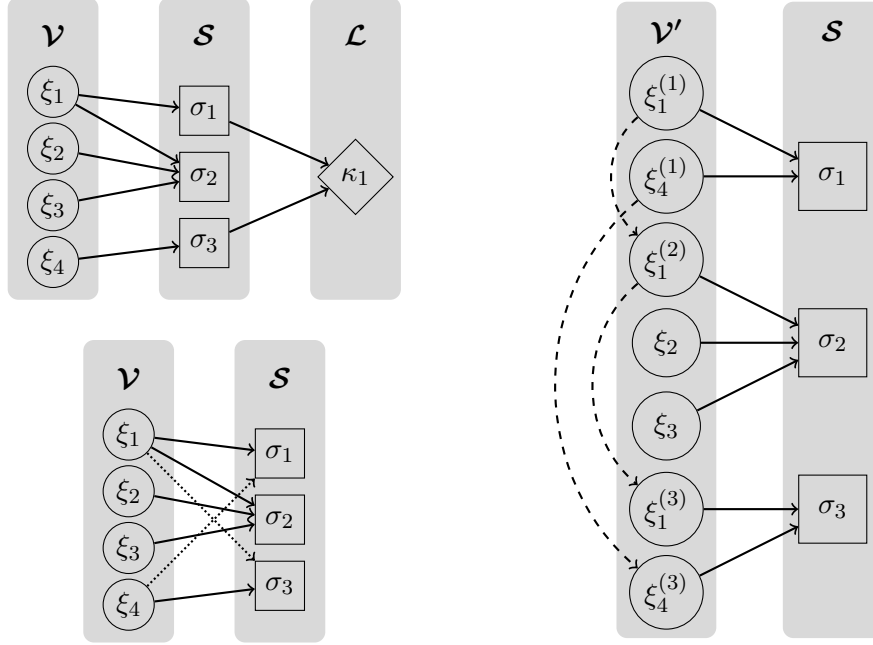 𝓥 𝓢 𝓛
ξ₁
ξ₂
ξ₃
ξ₄
σ₁
σ₂
σ₃
κ₁
𝓥 𝓢
ξ₁
ξ₂
ξ₃
ξ₄
σ₁
σ₂
σ₃
𝓥′ 𝓢
ξ₁⁽¹⁾
ξ₄⁽¹⁾
ξ₁⁽²⁾
ξ₂
ξ₃
ξ₁⁽³⁾
ξ₄⁽³⁾
σ₁
σ₂
σ₃